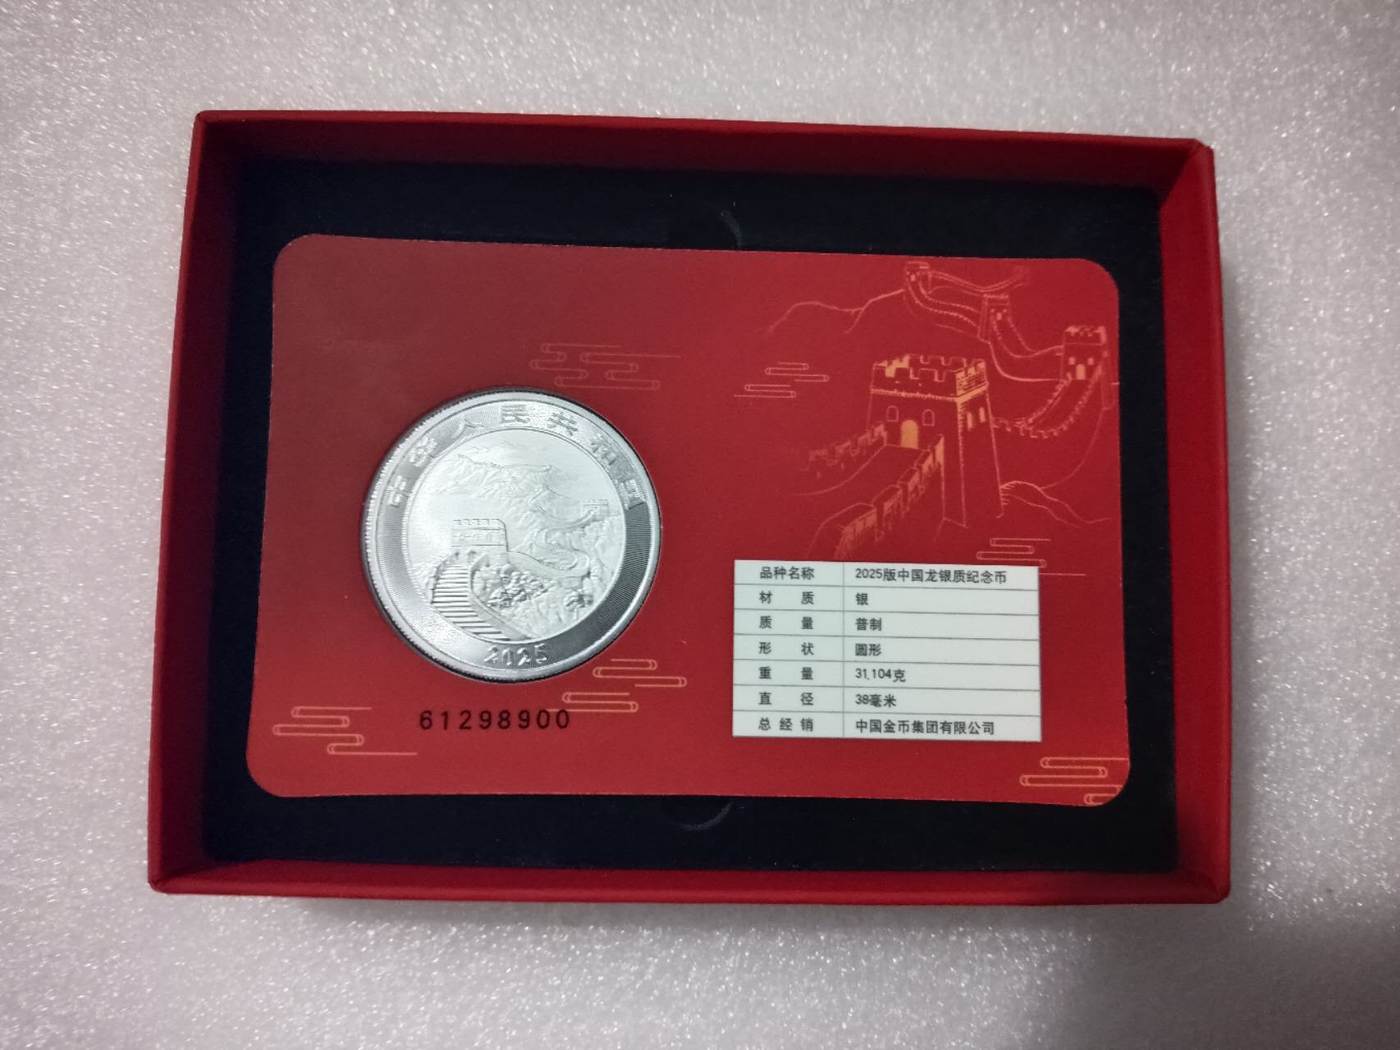 中华人民共和国
2025
61298900
品种名称 2025版中国龙银质纪念币
材 质 银
质 量 普制
形 状 圆形
重 量 31.104克
直 径 38毫米
总 经 销 中国金币集团有限公司